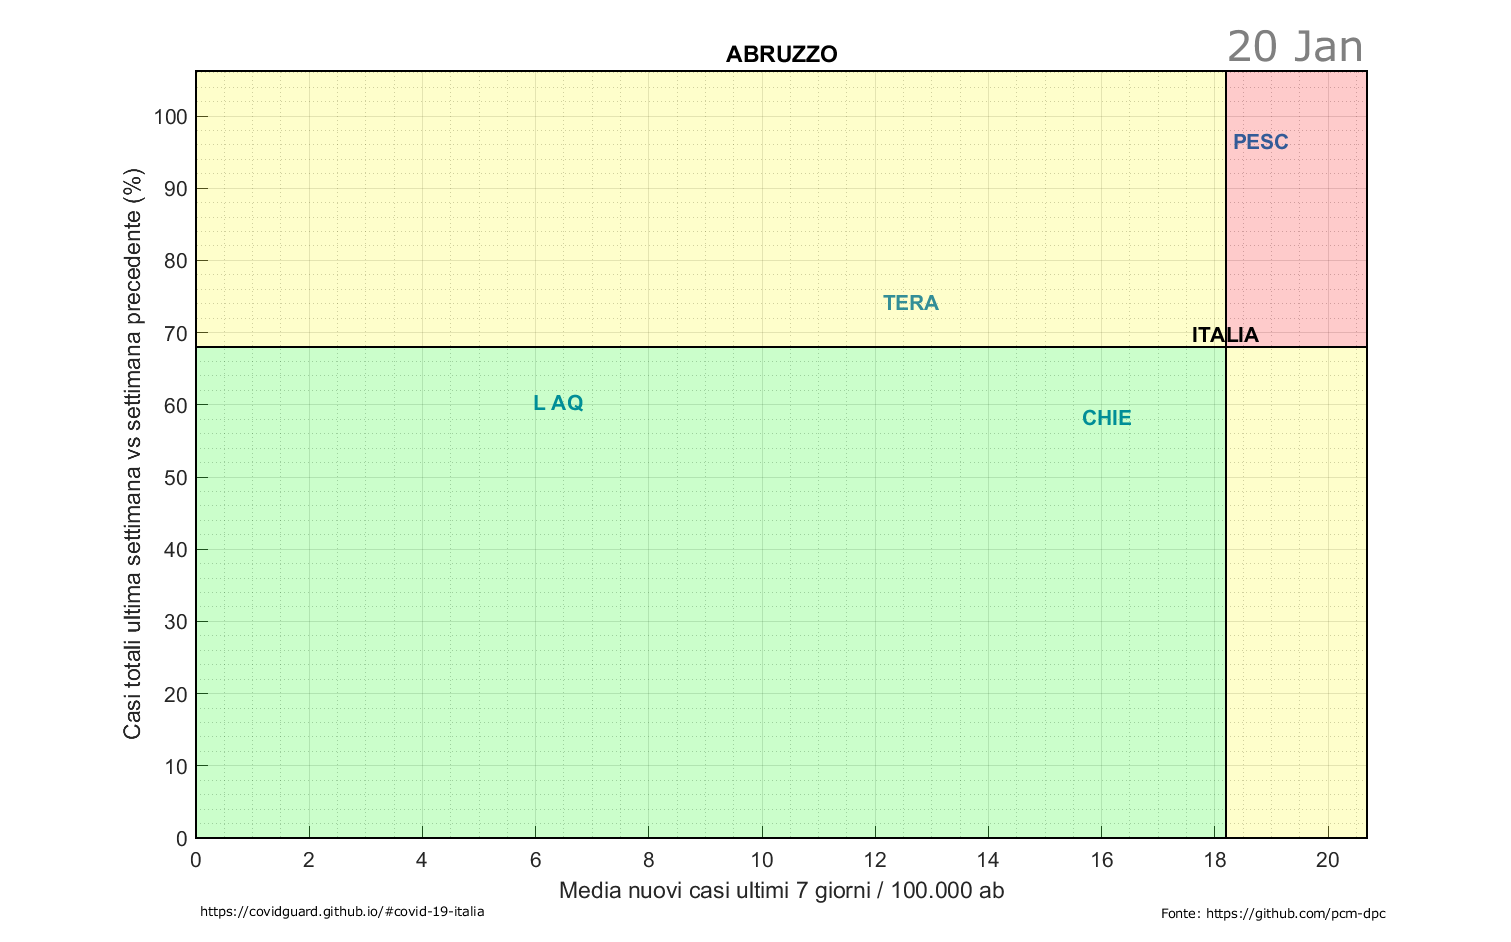 20 Jan
ABRUZZO
100
90
80
70
60
50
40
30
20
10
0
Casi totali ultima settimana vs settimana precedente (%)
PESC
TERA
ITALIA
L AQ
CHIE
0 2 4 6 8 10 12 14 16 18 20
Media nuovi casi ultimi 7 giorni / 100.000 ab
https://covidguard.github.io/#covid-19-italia
Fonte: https://github.com/pcm-dpc